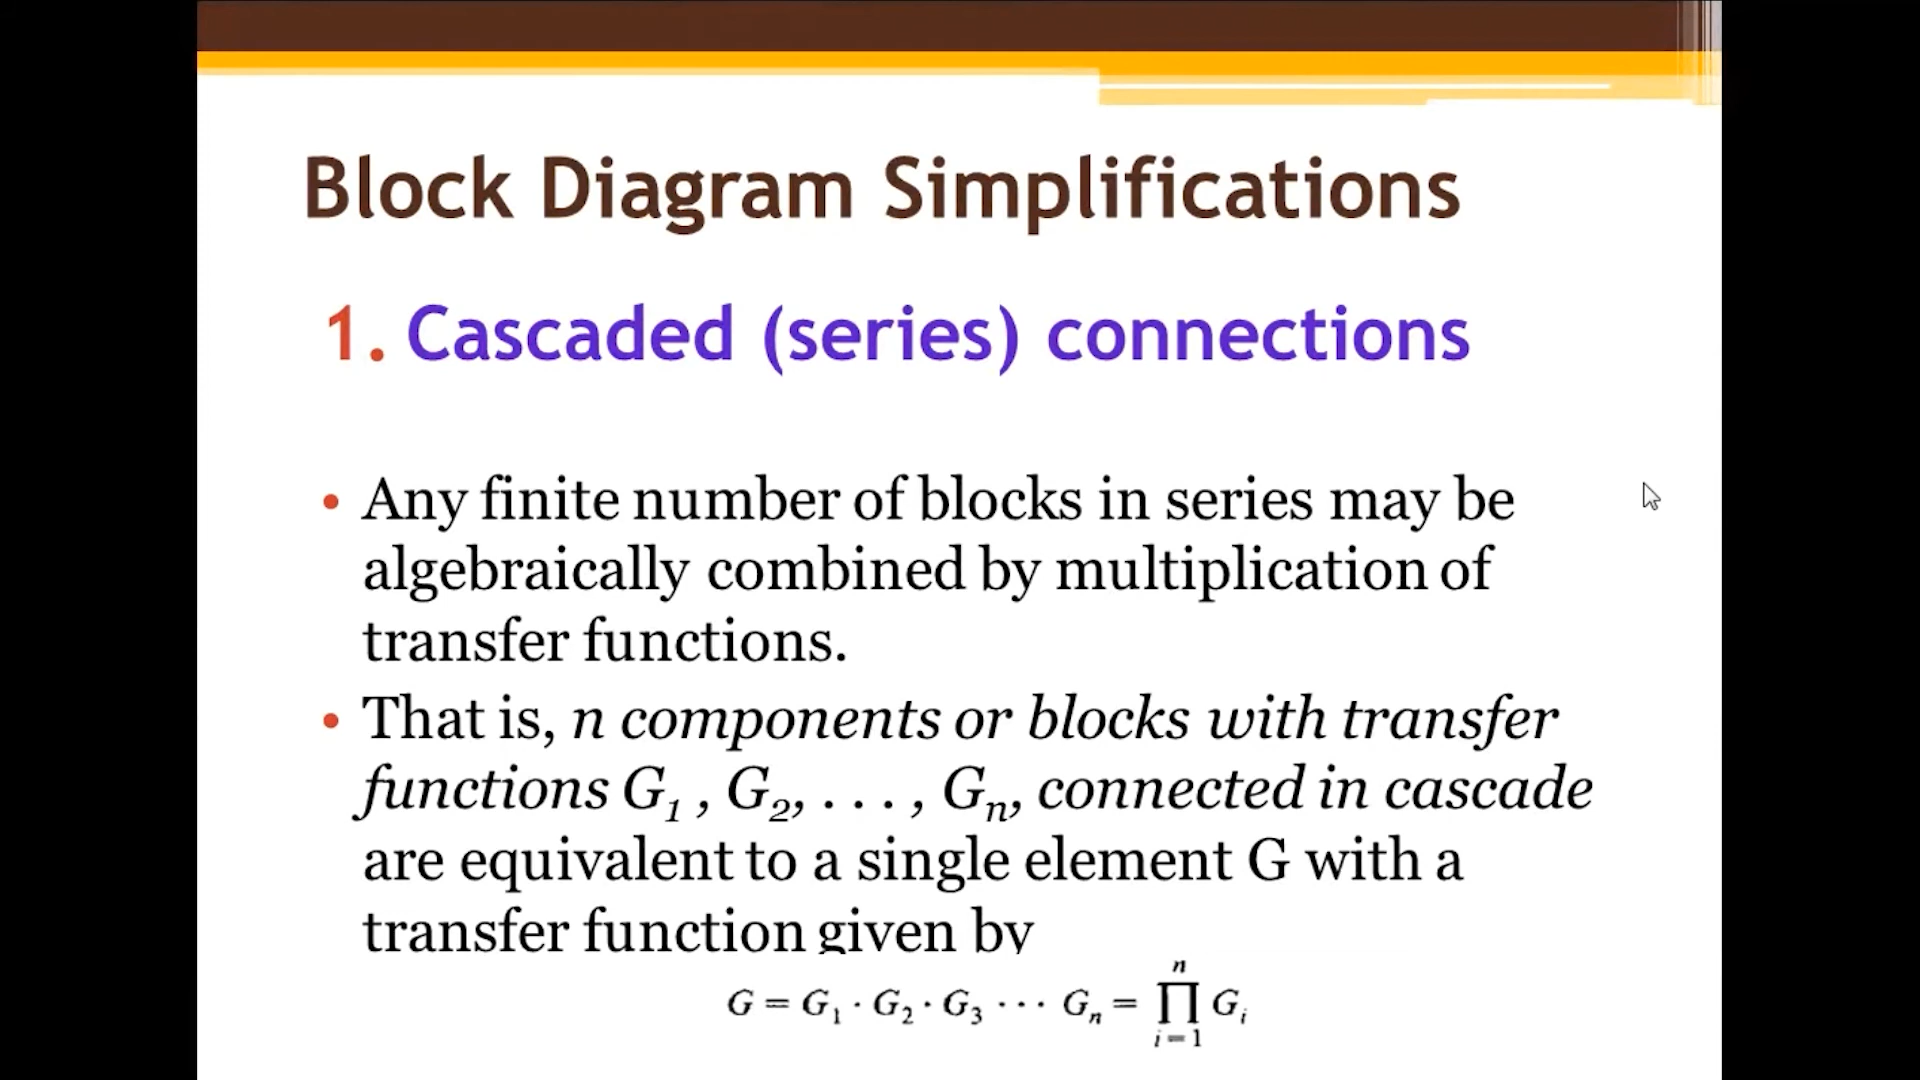 Block Diagram Simplifications
1. Cascaded (series) connections
• Any finite number of blocks in series may be
algebraically combined by multiplication of
transfer functions.
• That is, n components or blocks with transfer
functions G₁ , G₂, . . . , Gₙ, connected in cascade
are equivalent to a single element G with a
transfer function given by
G = G₁ · G₂ · G₃ ··· Gₙ = ∏ⁿᵢ₌₁ Gᵢ